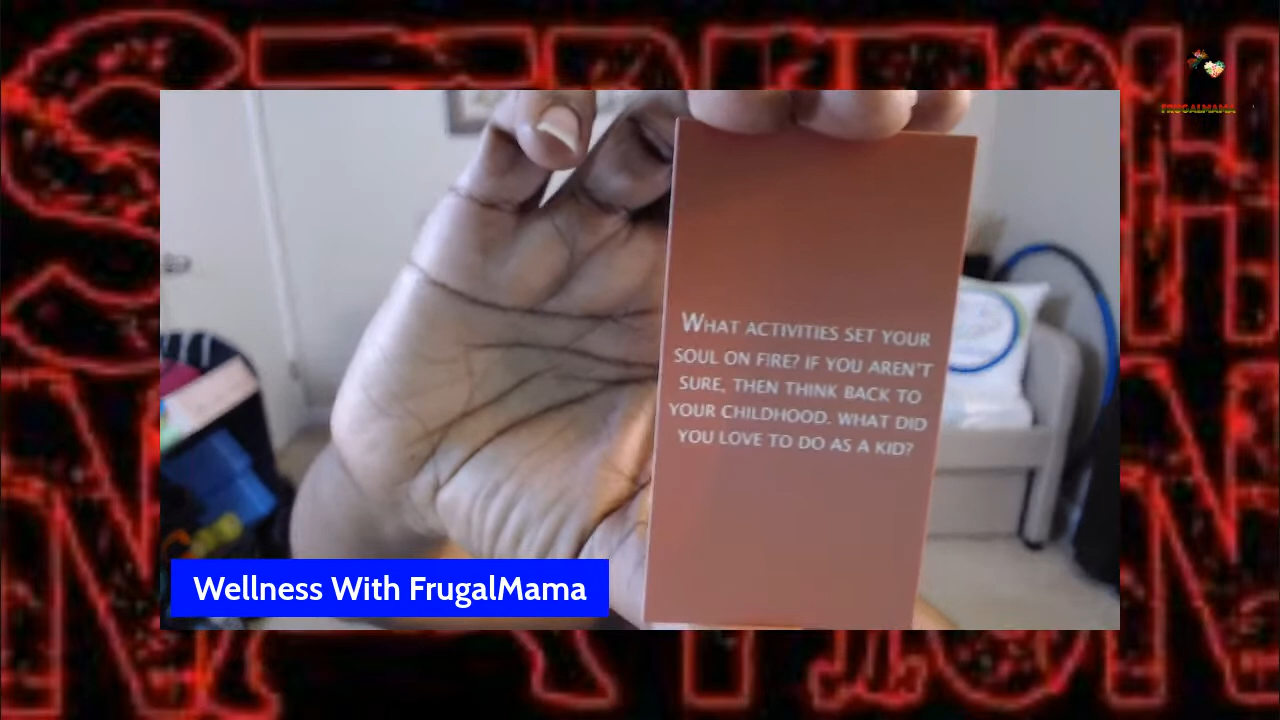 FRUGALMAMA
WHAT ACTIVITIES SET YOUR
SOUL ON FIRE? IF YOU AREN'T
SURE, THEN THINK BACK TO
YOUR CHILDHOOD. WHAT DID
YOU LOVE TO DO AS A KID?
Wellness With FrugalMama